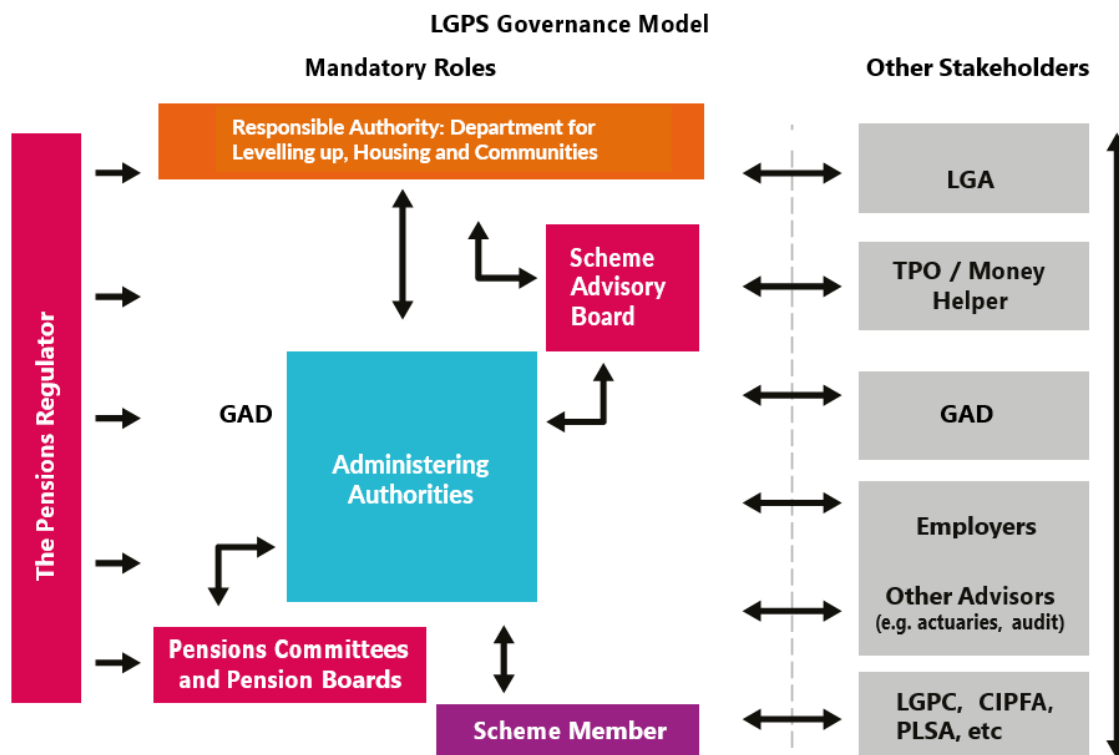 LGPS Governance Model
Mandatory Roles
Other Stakeholders
The Pensions Regulator
Responsible Authority: Department for
Levelling up, Housing and Communities
Scheme
Advisory
Board
GAD
Administering
Authorities
Pensions Committees
and Pension Boards
Scheme Member
LGA
TPO / Money
Helper
GAD
Employers
Other Advisors
(e.g. actuaries, audit)
LGPC, CIPFA,
PLSA, etc